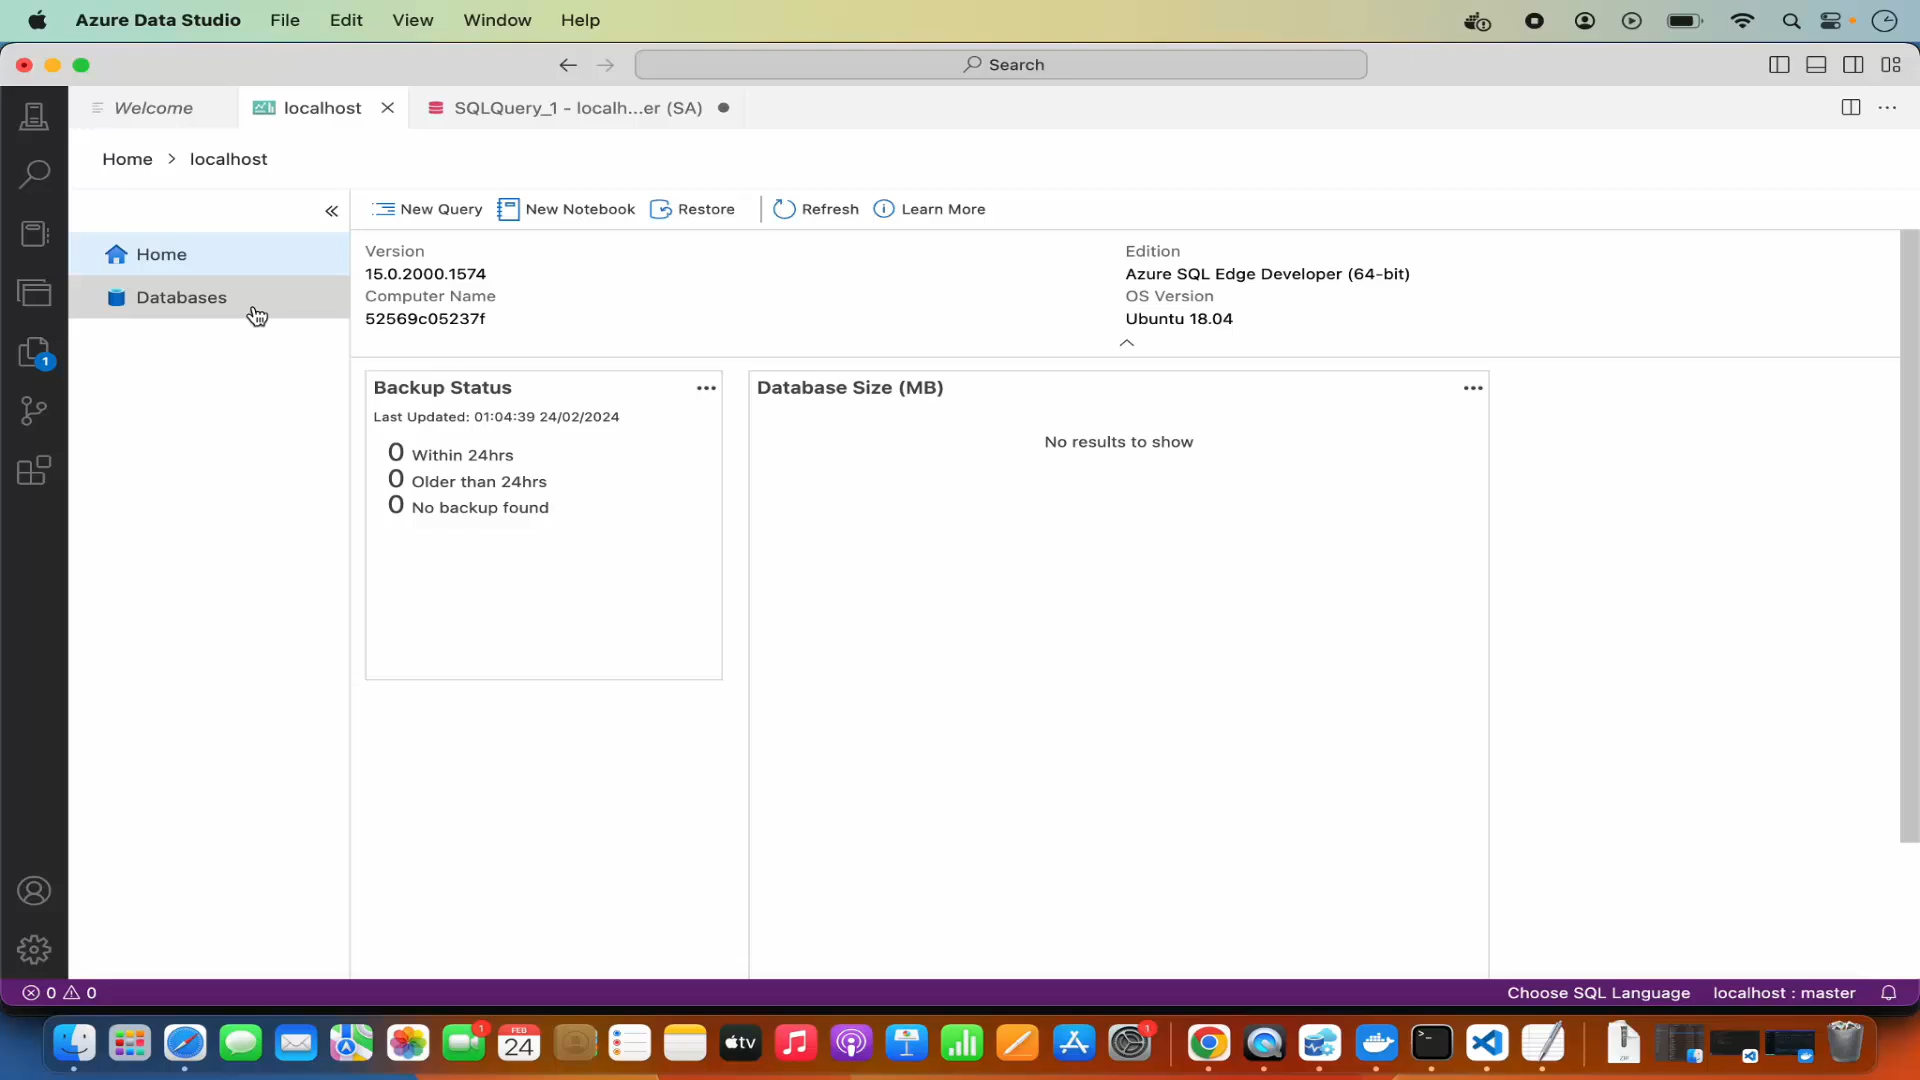 Azure Data Studio File Edit View Window Help
Search
Welcome localhost SQLQuery_1 - localh...er (SA)
Home > localhost
New Query New Notebook Restore Refresh Learn More
Home
Databases
Version
15.0.2000.1574
Computer Name
52569c05237f
Edition
Azure SQL Edge Developer (64-bit)
OS Version
Ubuntu 18.04
Backup Status
Last Updated: 01:04:39 24/02/2024
0 Within 24hrs
0 Older than 24hrs
0 No backup found
Database Size (MB)
No results to show
1
0 0
Choose SQL Language localhost : master
1
FEB
24
tv
1
ZIP